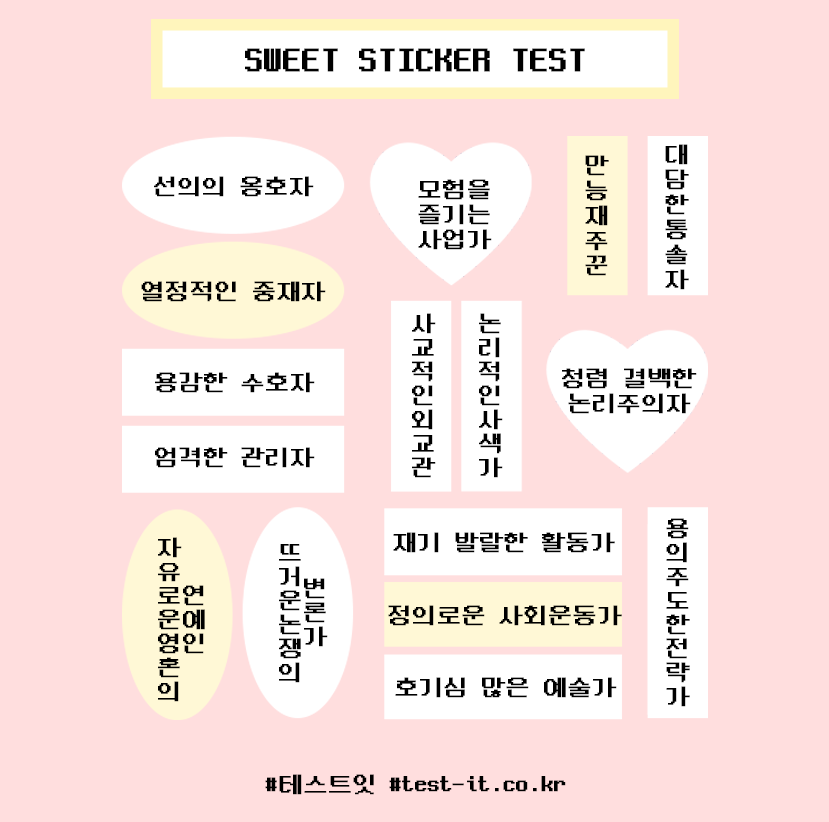 SWEET STICKER TEST
선의의 옹호자
모험을
즐기는
사업가
만능재주꾼
대담한통솔자
열정적인 중재자
사교적인외교관
논리적인사색가
용감한 수호자
청렴 결백한
논리주의자
엄격한 관리자
자유로운영혼의
연예인
뜨거운논쟁의
변론가
재기 발랄한 활동가
정의로운 사회운동가
호기심 많은 예술가
용의주도한전략가
#테스트잇 #test-it.co.kr